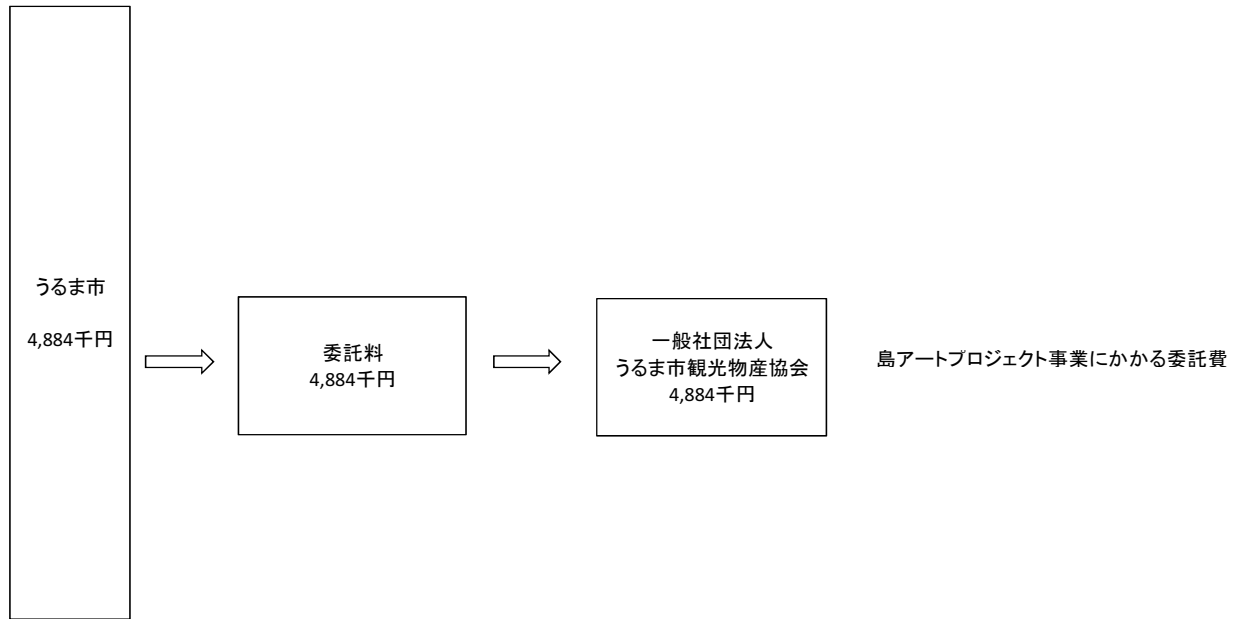 うるま市
4,884千円
委託料
4,884千円
一般社団法人
うるま市観光物産協会
4,884千円
島アートプロジェクト事業にかかる委託費